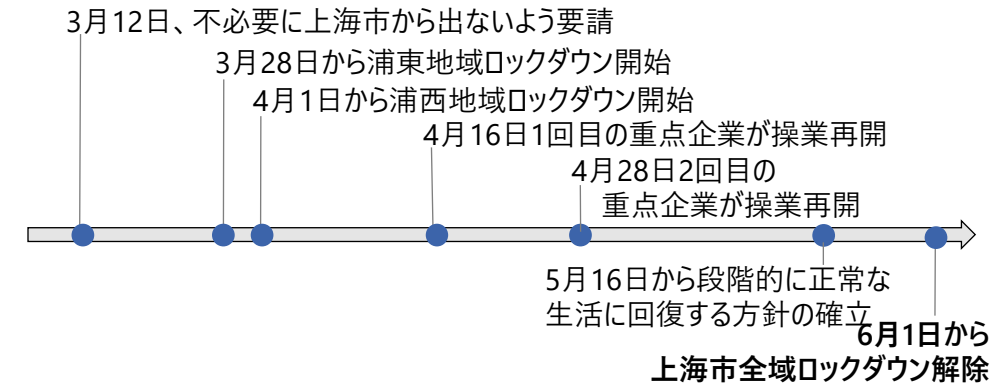 3月12日、不必要に上海市から出ないよう要請
3月28日から浦東地域ロックダウン開始
4月1日から浦西地域ロックダウン開始
4月16日1回目の重点企業が操業再開
4月28日2回目の
重点企業が操業再開
5月16日から段階的に正常な
生活に回復する方針の確立
6月1日から
上海市全域ロックダウン解除